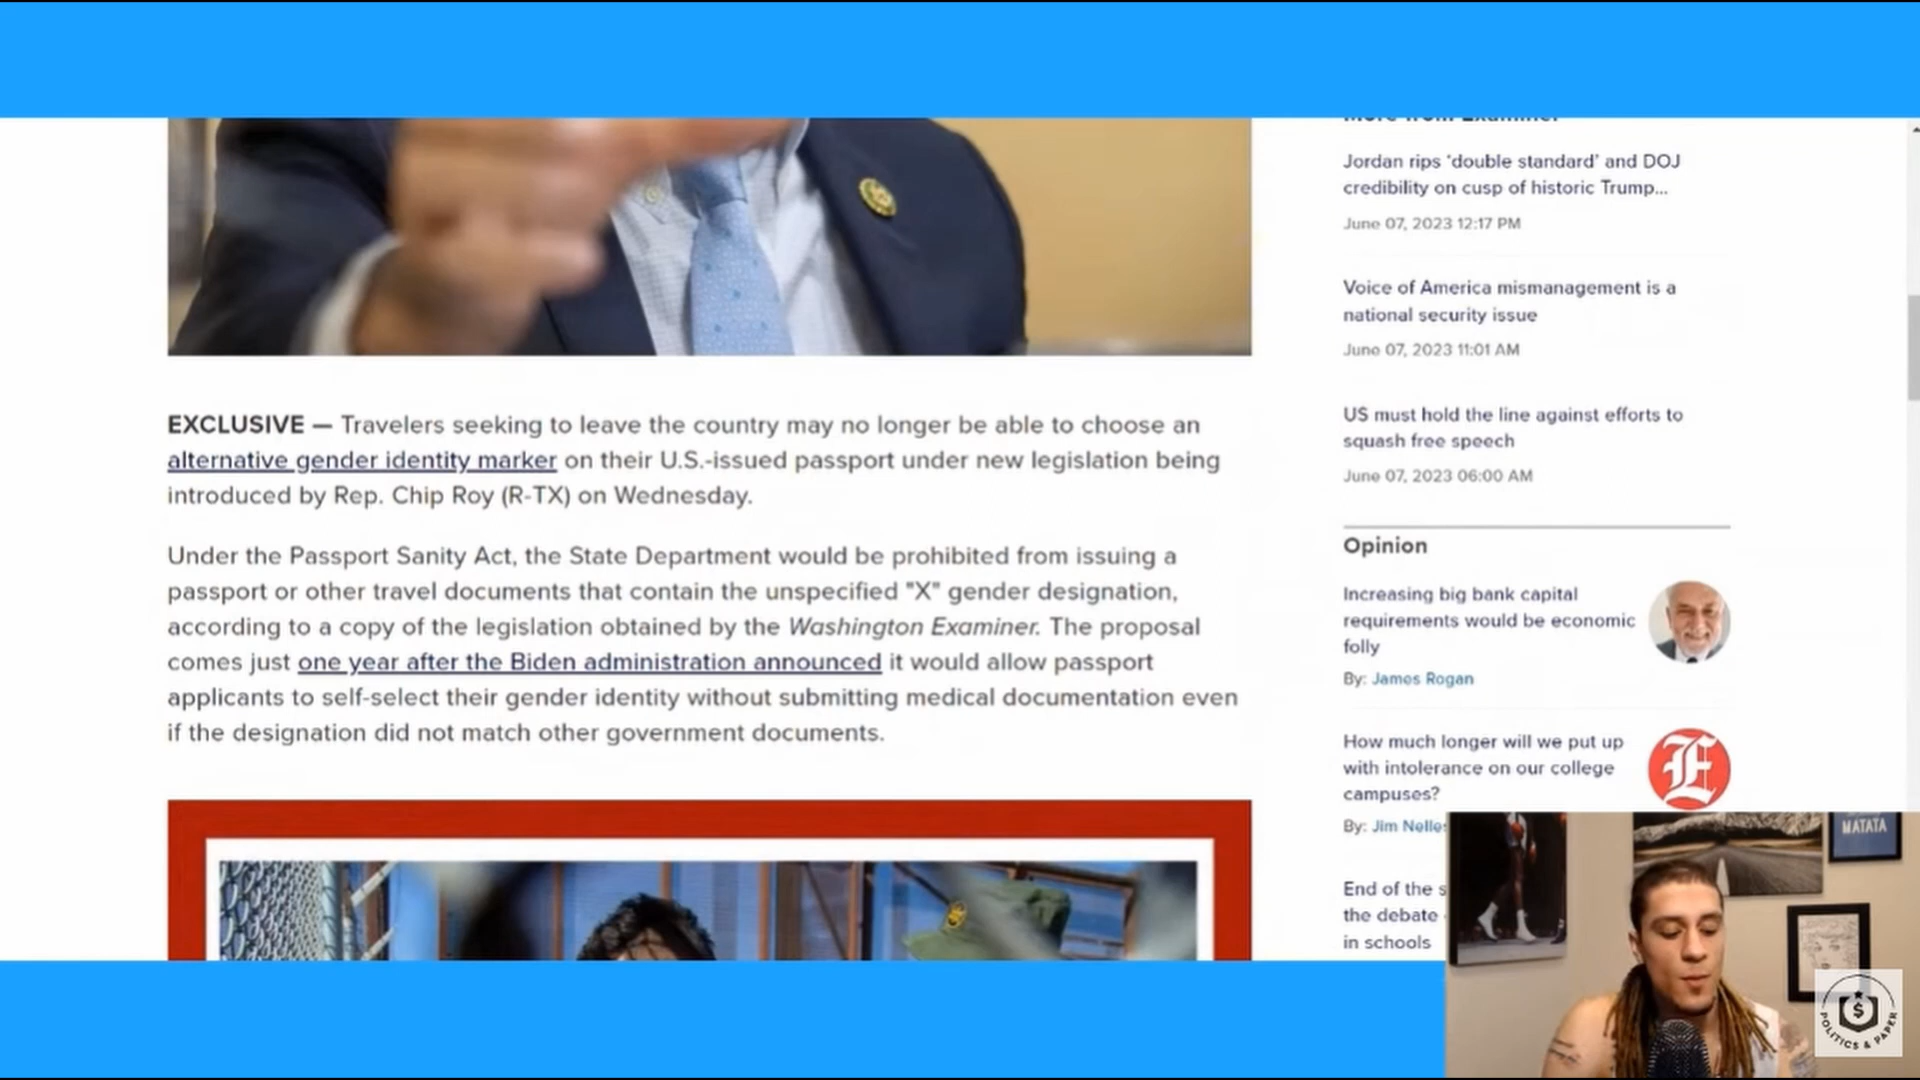 EXCLUSIVE — Travelers seeking to leave the country may no longer be able to choose an
alternative gender identity marker on their U.S.-issued passport under new legislation being
introduced by Rep. Chip Roy (R-TX) on Wednesday.
Under the Passport Sanity Act, the State Department would be prohibited from issuing a
passport or other travel documents that contain the unspecified "X" gender designation,
according to a copy of the legislation obtained by the Washington Examiner. The proposal
comes just one year after the Biden administration announced it would allow passport
applicants to self-select their gender identity without submitting medical documentation even
if the designation did not match other government documents.
More from Examiner
Jordan rips ‘double standard’ and DOJ
credibility on cusp of historic Trump...
June 07, 2023 12:17 PM
Voice of America mismanagement is a
national security issue
June 07, 2023 11:01 AM
US must hold the line against efforts to
squash free speech
June 07, 2023 06:00 AM
Opinion
Increasing big bank capital
requirements would be economic
folly
By: James Rogan
How much longer will we put up
with intolerance on our college
campuses?
By: Jim Nelle
End of the s
the debate
in schools
E
MATATA
$
POLITICS & PAPER